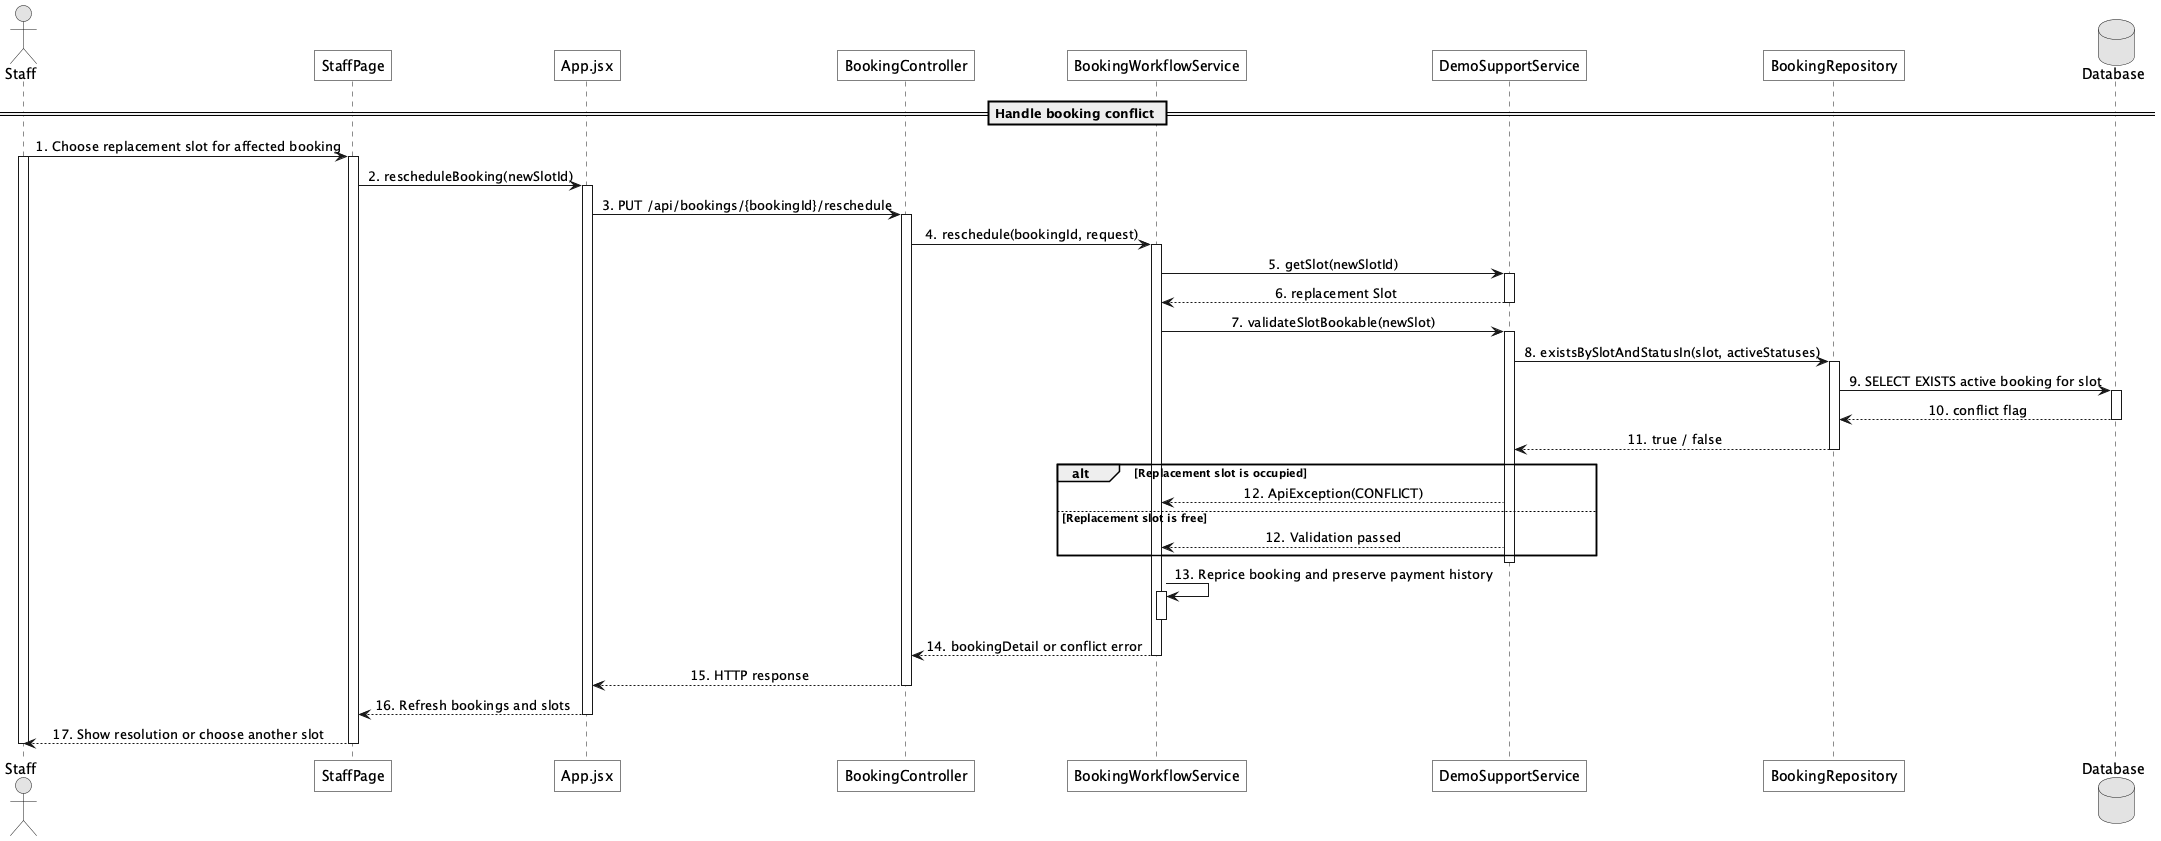 Staff
StaffPage
App.jsx
BookingController
BookingWorkflowService
DemoSupportService
BookingRepository
Database
Handle booking conflict
1. Choose replacement slot for affected booking
2. rescheduleBooking(newSlotId)
3. PUT /api/bookings/{bookingId}/reschedule
4. reschedule(bookingId, request)
5. getSlot(newSlotId)
6. replacement Slot
7. validateSlotBookable(newSlot)
8. existsBySlotAndStatusIn(slot, activeStatuses)
9. SELECT EXISTS active booking for slot
10. conflict flag
11. true / false
alt
[Replacement slot is occupied]
12. ApiException(CONFLICT)
[Replacement slot is free]
12. Validation passed
13. Reprice booking and preserve payment history
14. bookingDetail or conflict error
15. HTTP response
16. Refresh bookings and slots
17. Show resolution or choose another slot
Staff
StaffPage
App.jsx
BookingController
BookingWorkflowService
DemoSupportService
BookingRepository
Database